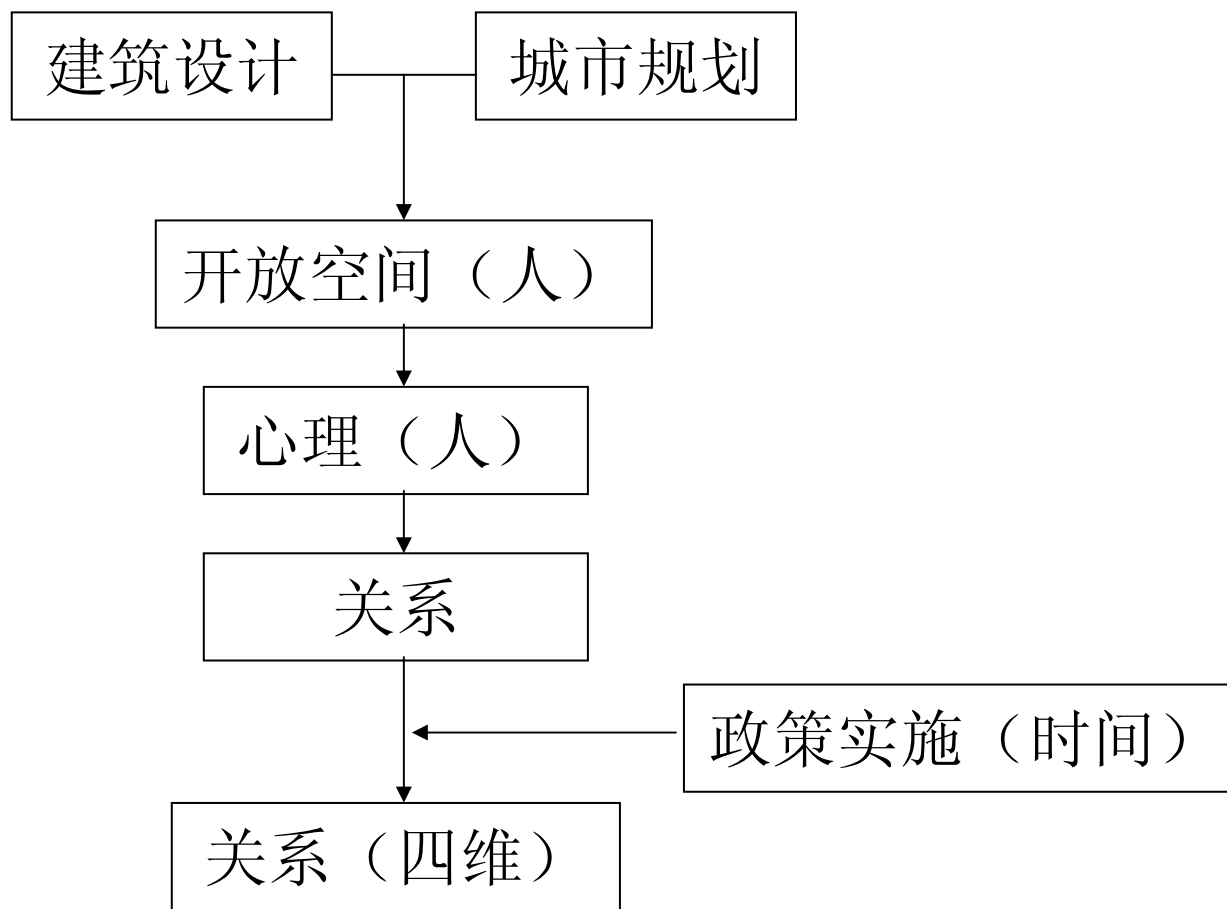 建筑设计
城市规划
开放空间（人）
心理（人）
关系
政策实施（时间）
关系（四维）